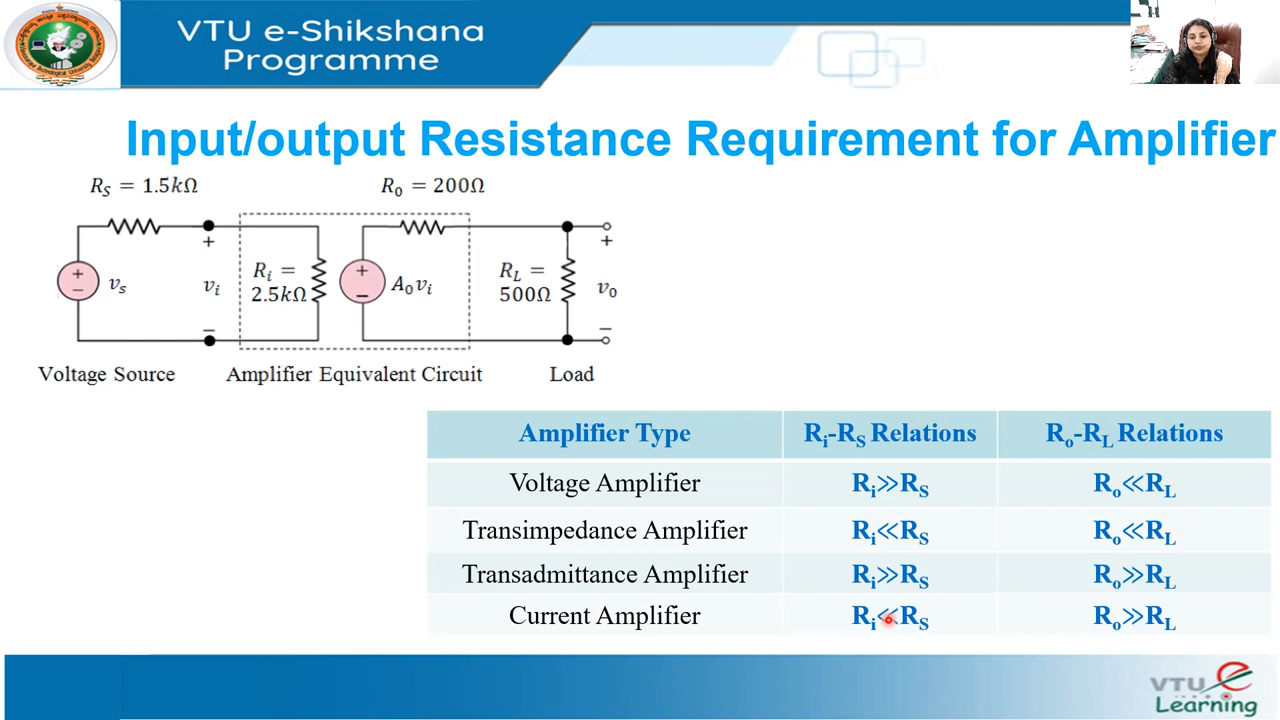 VTU e-Shikshana
Programme
Input/output Resistance Requirement for Amplifier
R_S = 1.5kΩ
R_0 = 200Ω
+
+
+
+
R_i =
2.5kΩ
R_L =
500Ω
v_s
v_i
A_0v_i
v_0
−
−
−
−
Voltage Source
Amplifier Equivalent Circuit
Load
Amplifier Type R_i-R_S Relations R_o-R_L Relations
Voltage Amplifier R_i≫R_S R_o≪R_L
Transimpedance Amplifier R_i≪R_S R_o≪R_L
Transadmittance Amplifier R_i≫R_S R_o≫R_L
Current Amplifier R_i≪R_S R_o≫R_L
VTU e
Learning